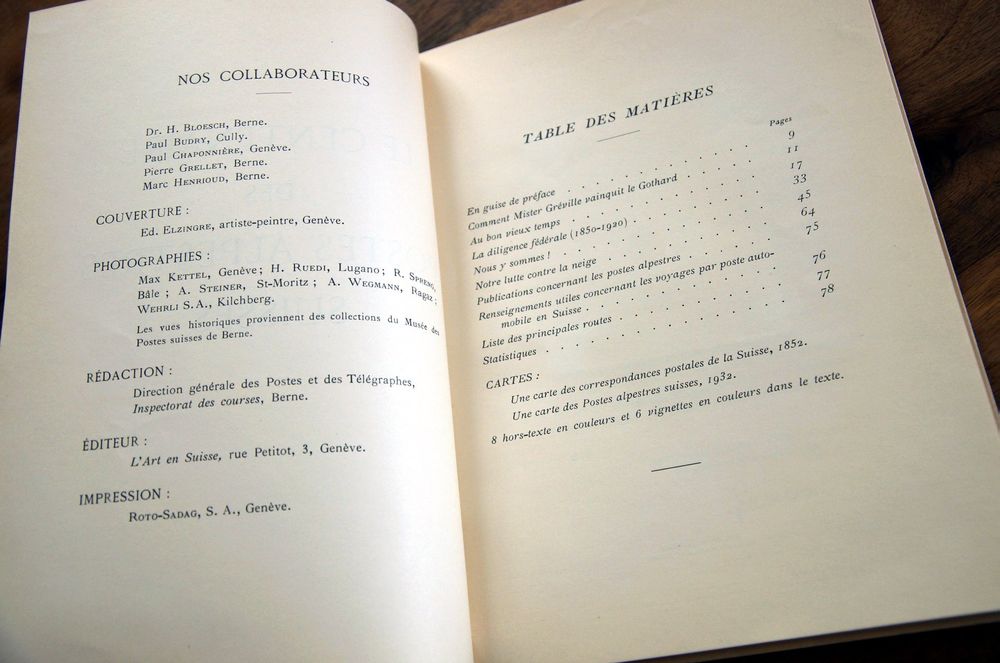 NOS COLLABORATEURS
Dr. H. BLOESCH, Berne.
Paul BUDRY, Cully.
Paul CHAPONNIÈRE, Genève.
Pierre GRELLET, Berne.
Marc HENRIOUD, Berne.
COUVERTURE :
Ed. ELZINGRE, artiste-peintre, Genève.
PHOTOGRAPHIES :
Max KETTEL, Genève ; H. RUEDI, Lugano ; R. SPRENG,
Bâle ; A. STEINER, St-Moritz ; A. WEGMANN, Ragaz ;
WEHRLI S.A., Kilchberg.
Les vues historiques proviennent des collections du Musée des
Postes suisses de Berne.
RÉDACTION :
Direction générale des Postes et des Télégraphes,
Inspectorat des courses, Berne.
ÉDITEUR :
L'Art en Suisse, rue Petitot, 3, Genève.
IMPRESSION :
ROTO-SADAG, S. A., Genève.
TABLE DES MATIÈRES
Pages
En guise de préface . . . . . . . . . . 9
Comment Mister Gréville vainquit le Gothard . . . . 11
Au bon vieux temps . . . . . . . . . . 17
La diligence fédérale (1850-1920) . . . . . . 33
Nous y sommes ! . . . . . . . . . . 45
Notre lutte contre la neige . . . . . . . . 64
Publications concernant les postes alpestres . . . . 75
Renseignements utiles concernant les voyages par poste auto-
mobile en Suisse . . . . . . . . . . 76
Liste des principales routes . . . . . . . . 77
Statistiques . . . . . . . . . . . . 78
CARTES :
Une carte des correspondances postales de la Suisse, 1852.
Une carte des Postes alpestres suisses, 1932.
8 hors-texte en couleurs et 6 vignettes en couleurs dans le texte.